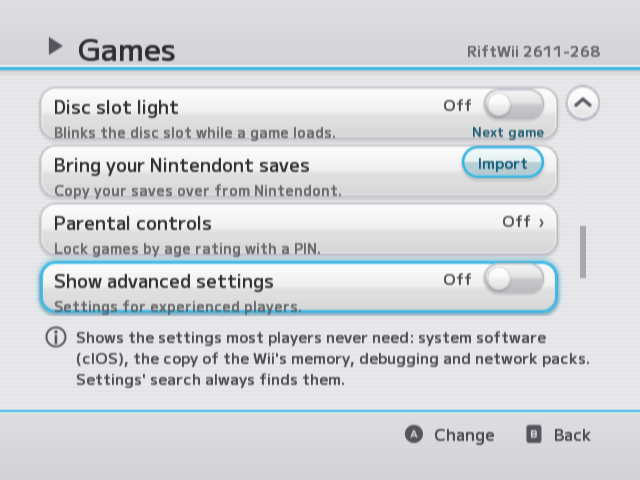 Games
RiftWii 2611-268
Disc slot light
Off
Blinks the disc slot while a game loads.
Next game
Bring your Nintendont saves
Import
Copy your saves over from Nintendont.
Parental controls
Off ›
Lock games by age rating with a PIN.
Show advanced settings
Off
Settings for experienced players.
Shows the settings most players never need: system software
(cIOS), the copy of the Wii's memory, debugging and network packs.
Settings' search always finds them.
A Change
B Back